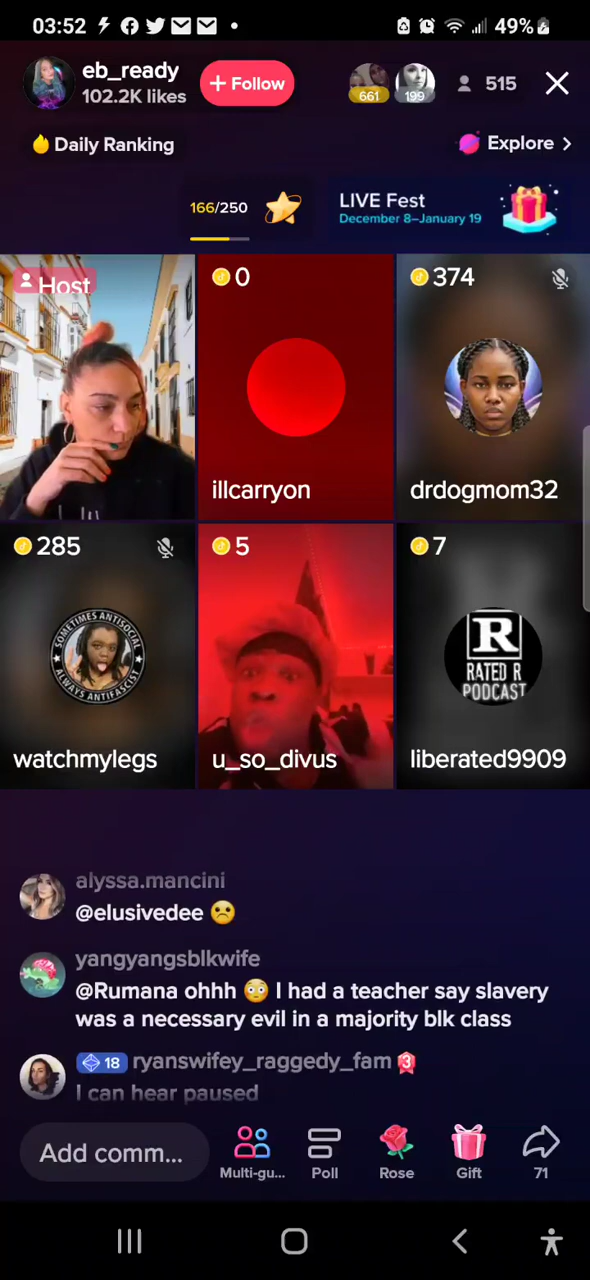 03:52
49%
eb_ready
102.2K likes
+ Follow
661
199
515
Daily Ranking
Explore >
166/250
LIVE Fest
December 8–January 19
Host
0
374
illcarryon
drdogmom32
285
5
7
SOMETIMES ANTISOCIAL
ALWAYS ANTIFASCIST
R
RATED R
PODCAST
watchmylegs
u_so_divus
liberated9909
alyssa.mancini
@elusivedee
yangyangsblkwife
@Rumana ohhh I had a teacher say slavery
was a necessary evil in a majority blk class
18 ryanswifey_raggedy_fam 3
I can hear paused
Add comm...
Multi-gu...
Poll
Rose
Gift
71